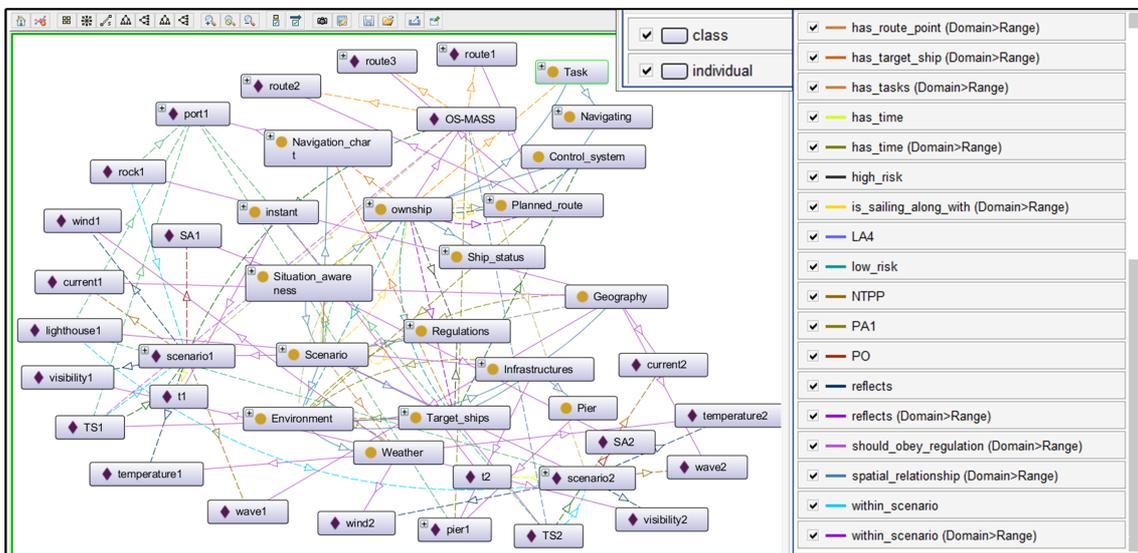 route3
route1
class
Task
individual
route2
port1
OS-MASS
Navigating
Navigation_char
t
Control_system
rock1
instant
ownship
Planned_route
wind1
SA1
Ship_status
current1
Situation_aware
ness
Geography
lighthouse1
Regulations
scenario1
Scenario
Infrastructures
current2
visibility1
t1
TS1
Environment
Target_ships
Pier
temperature2
SA2
Weather
temperature1
t2
scenario2
wave2
wave1
wind2
pier1
TS2
visibility2
has_route_point (Domain>Range)
has_target_ship (Domain>Range)
has_tasks (Domain>Range)
has_time
has_time (Domain>Range)
high_risk
is_sailing_along_with (Domain>Range)
LA4
low_risk
NTPP
PA1
PO
reflects
reflects (Domain>Range)
should_obey_regulation (Domain>Range)
spatial_relationship (Domain>Range)
within_scenario
within_scenario (Domain>Range)